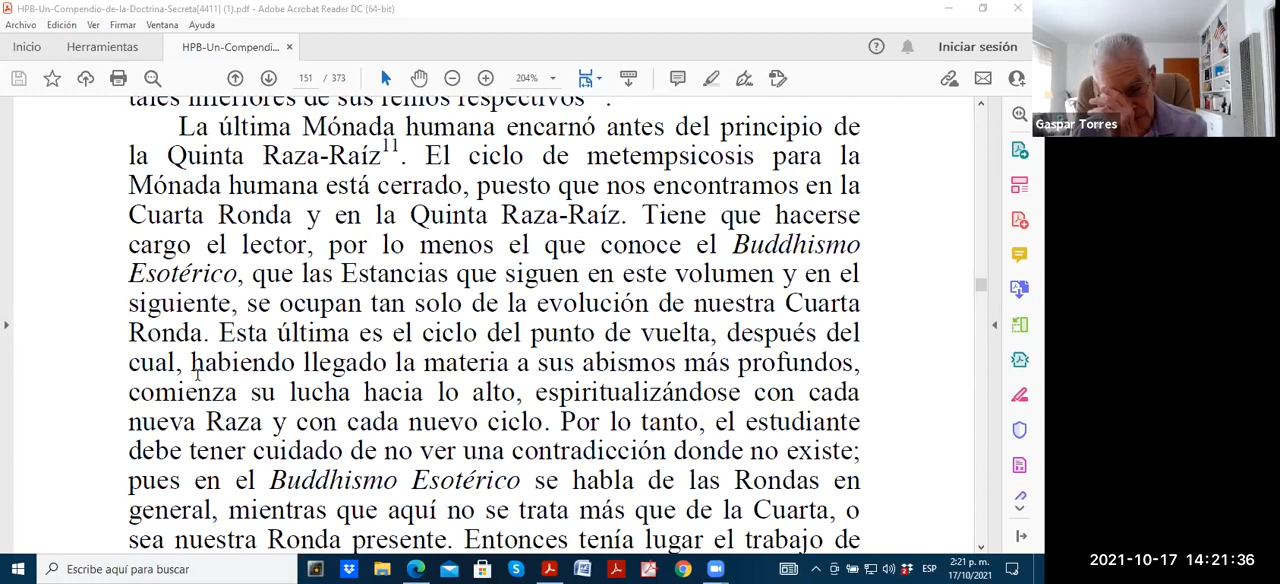 HPB-Un-Compendio-de-la-Doctrina-Secreta[4411] (1).pdf - Adobe Acrobat Reader DC (64-bit)
Archivo Edición Ver Firmar Ventana Ayuda
Inicio Herramientas HPB-Un-Compendi... × Iniciar sesión
151 / 373 204%
tales inferiores de sus reinos respectivos
La última Mónada humana encarnó antes del principio de
la Quinta Raza-Raíz11. El ciclo de metempsicosis para la
Mónada humana está cerrado, puesto que nos encontramos en la
Cuarta Ronda y en la Quinta Raza-Raíz. Tiene que hacerse
cargo el lector, por lo menos el que conoce el Buddhismo
Esotérico, que las Estancias que siguen en este volumen y en el
siguiente, se ocupan tan solo de la evolución de nuestra Cuarta
Ronda. Esta última es el ciclo del punto de vuelta, después del
cual, habiendo llegado la materia a sus abismos más profundos,
comienza su lucha hacia lo alto, espiritualizándose con cada
nueva Raza y con cada nuevo ciclo. Por lo tanto, el estudiante
debe tener cuidado de no ver una contradicción donde no existe;
pues en el Buddhismo Esotérico se habla de las Rondas en
general, mientras que aquí no se trata más que de la Cuarta, o
sea nuestra Ronda presente. Entonces tenía lugar el trabajo de
Gaspar Torres
Escribe aquí para buscar
ESP
2:21 p. m.
17/10/2021
2021-10-17 14:21:36